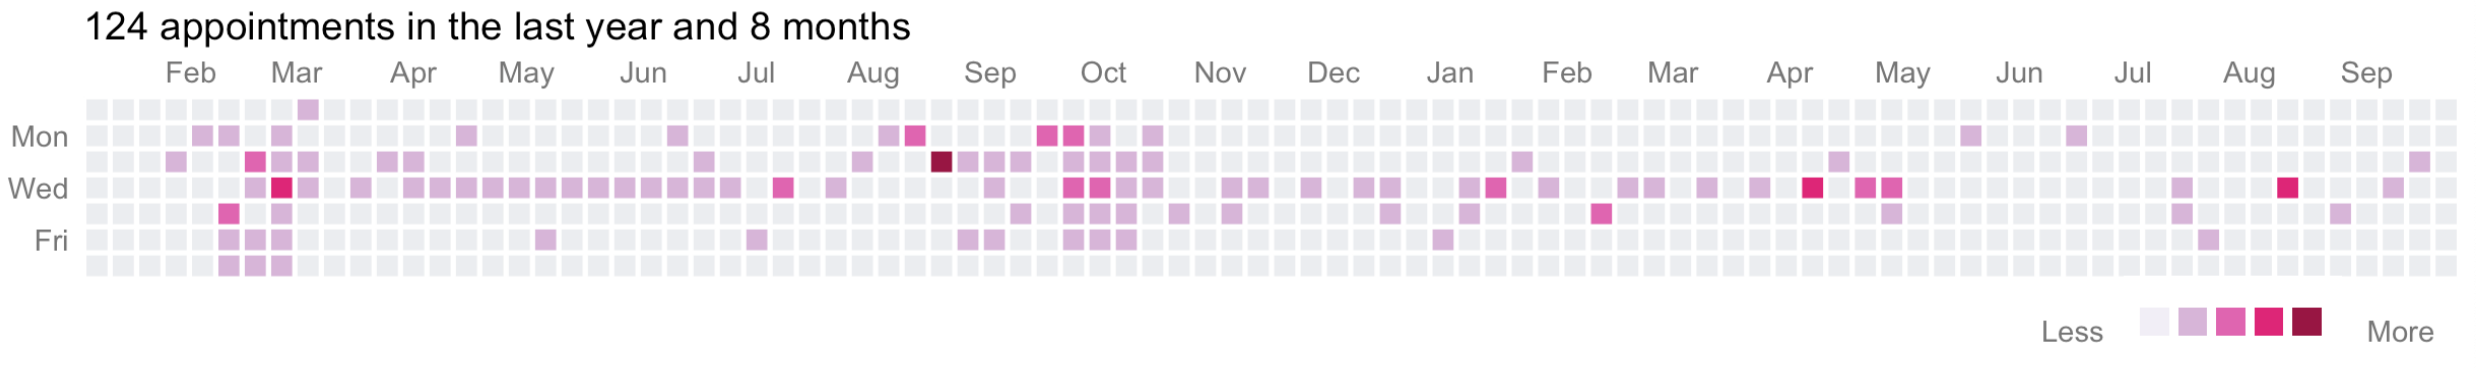 124 appointments in the last year and 8 months
Feb Mar Apr May Jun Jul Aug Sep Oct Nov Dec Jan Feb Mar Apr May Jun Jul Aug Sep
Mon
Wed
Fri
Less More